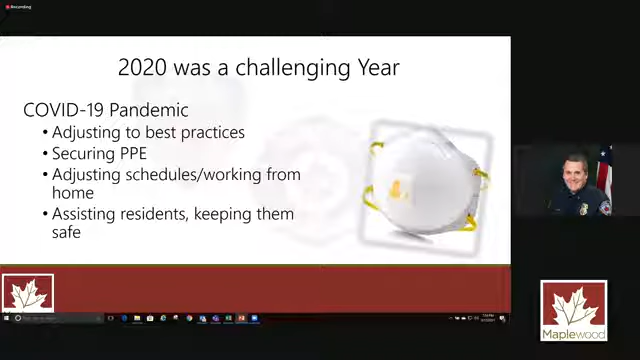 Recording
2020 was a challenging Year
COVID-19 Pandemic
• Adjusting to best practices
• Securing PPE
• Adjusting schedules/working from
home
• Assisting residents, keeping them
safe
Maplewood